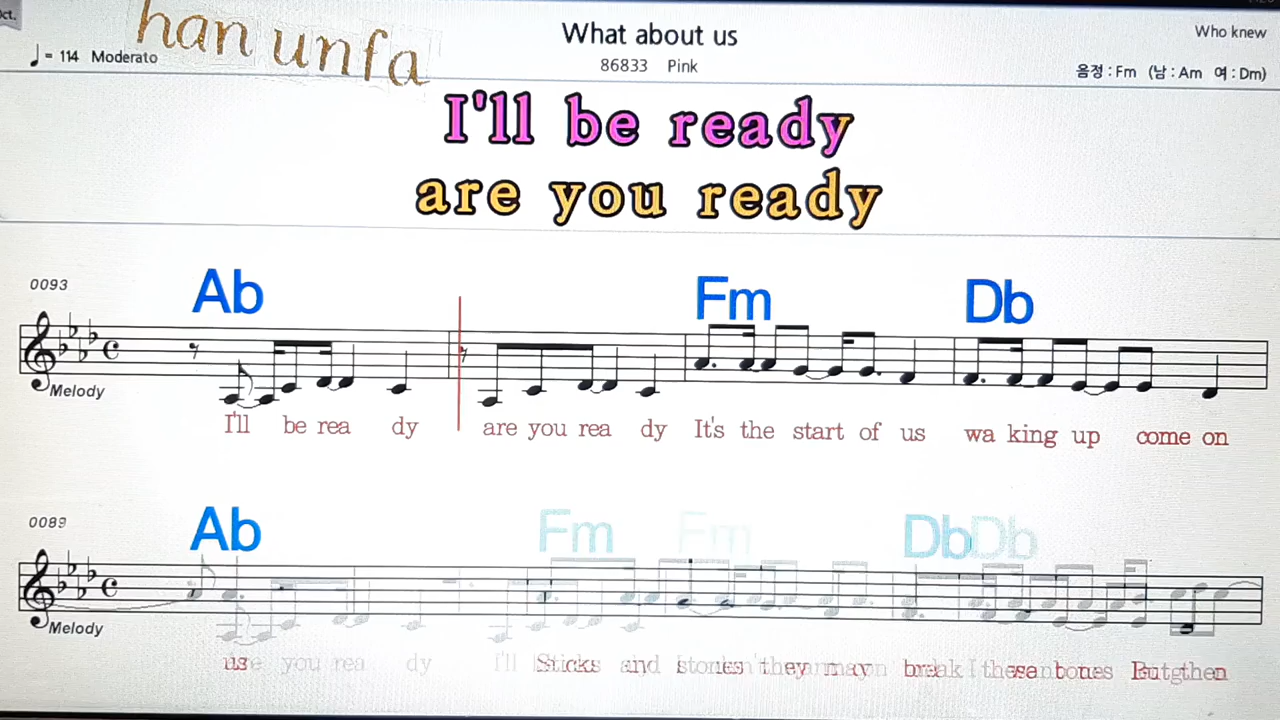 ct.
han unfa
What about us
Who knew
♩= 114 Moderato
86833 Pink
음정 : Fm (남 : Am 여 : Dm)
I'll be ready
are you ready
0093
Ab Fm Db
Melody
I'll be rea dy are you rea dy It's the start of us wa king up come on
0089
Ab Fm Fm Db Db
Melody
us you rea dy I'll Sticks and stones they may break these bones But then